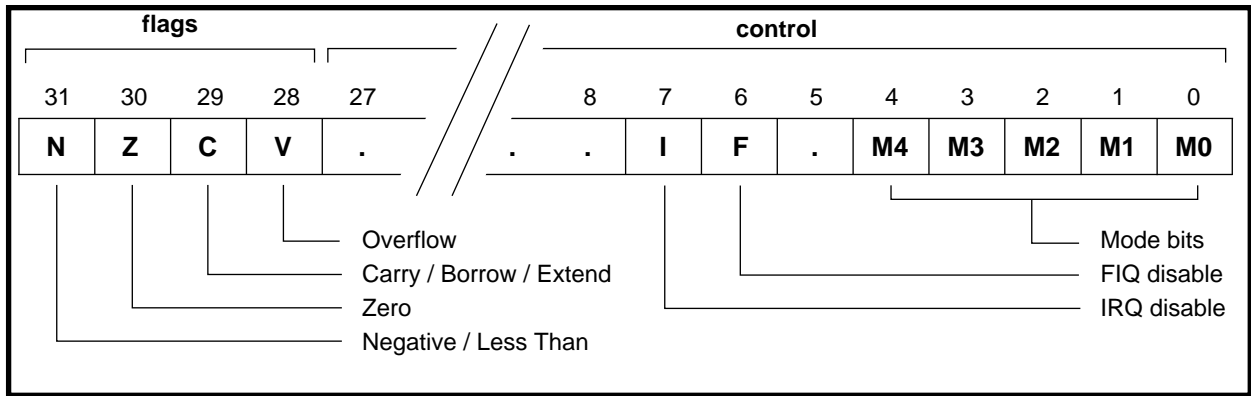 flags control
31 30 29 28 27 8 7 6 5 4 3 2 1 0
N Z C V . . . I F . M4 M3 M2 M1 M0
Overflow Mode bits
Carry / Borrow / Extend FIQ disable
Zero IRQ disable
Negative / Less Than